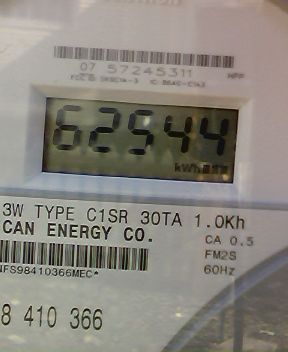 07 57245311
62544
kWh
3W TYPE C1SR 30TA 1.0Kh
CAN ENERGY CO.
CA 0.5
FM2S
60Hz
NFS98410366MEC*
8 410 366